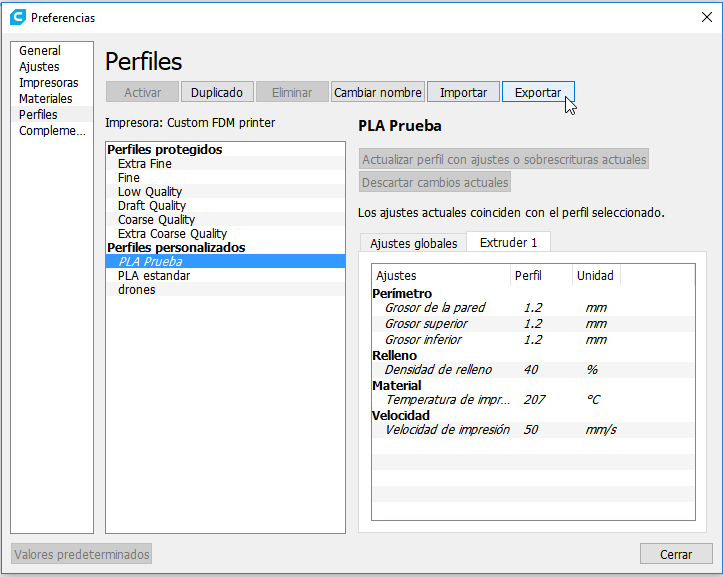 Preferencias
General
Ajustes
Impresoras
Materiales
Perfiles
Compleme...
Perfiles
Activar
Duplicado
Eliminar
Cambiar nombre
Importar
Exportar
Impresora: Custom FDM printer
Perfiles protegidos
Extra Fine
Fine
Low Quality
Draft Quality
Coarse Quality
Extra Coarse Quality
Perfiles personalizados
PLA Prueba
PLA estandar
drones
PLA Prueba
Actualizar perfil con ajustes o sobrescrituras actuales
Descartar cambios actuales
Los ajustes actuales coinciden con el perfil seleccionado.
Ajustes globales
Extruder 1
Ajustes Perfil Unidad
Perímetro
Grosor de la pared 1.2 mm
Grosor superior 1.2 mm
Grosor inferior 1.2 mm
Relleno
Densidad de relleno 40 %
Material
Temperatura de impr... 207 °C
Velocidad
Velocidad de impresión 50 mm/s
Valores predeterminados
Cerrar